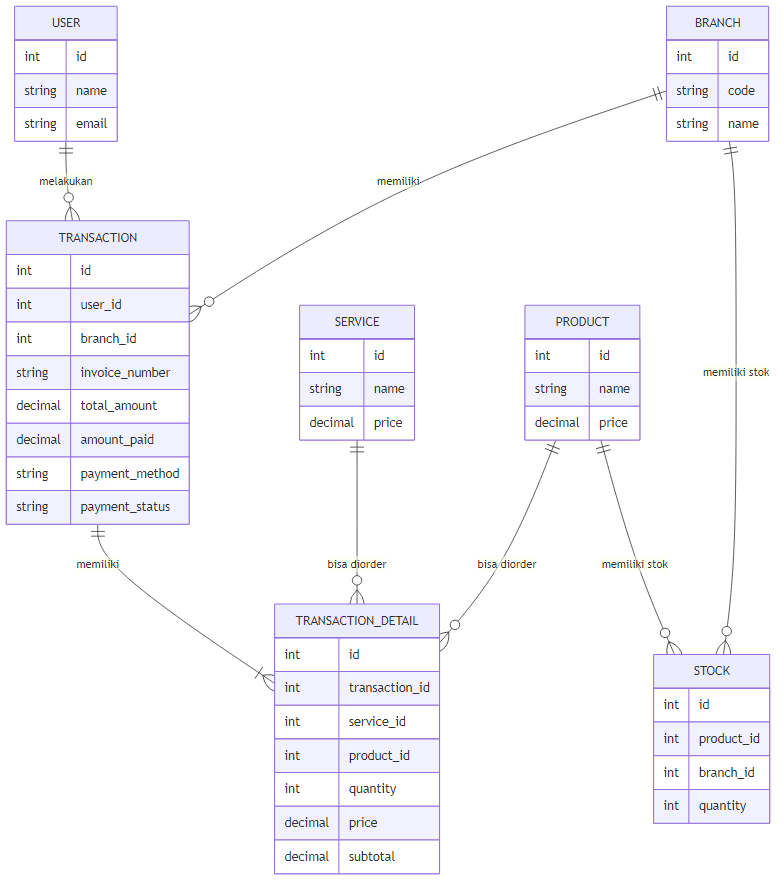 USER
int id
string name
string email
BRANCH
int id
string code
string name
melakukan
memiliki
TRANSACTION
int id
int user_id
int branch_id
string invoice_number
decimal total_amount
decimal amount_paid
string payment_method
string payment_status
SERVICE
int id
string name
decimal price
PRODUCT
int id
string name
decimal price
memiliki stok
memiliki
bisa diorder
bisa diorder
memiliki stok
TRANSACTION_DETAIL
int id
int transaction_id
int service_id
int product_id
int quantity
decimal price
decimal subtotal
STOCK
int id
int product_id
int branch_id
int quantity